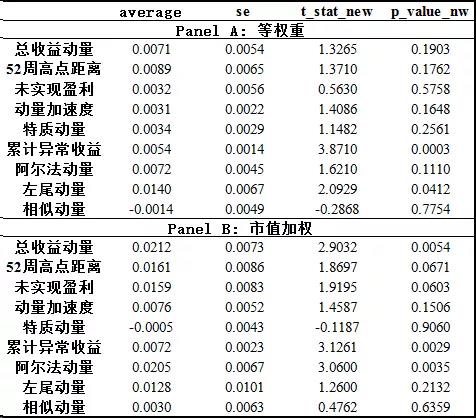 average se t_stat_new p_value_nw
Panel A: 等权重
总收益动量 0.0071 0.0054 1.3265 0.1903
52周高点距离 0.0089 0.0065 1.3710 0.1762
未实现盈利 0.0032 0.0056 0.5630 0.5758
动量加速度 0.0031 0.0022 1.4086 0.1648
特质动量 0.0034 0.0029 1.1482 0.2561
累计异常收益 0.0054 0.0014 3.8710 0.0003
阿尔法动量 0.0072 0.0045 1.6210 0.1110
左尾动量 0.0140 0.0067 2.0929 0.0412
相似动量 -0.0014 0.0049 -0.2868 0.7754
Panel B: 市值加权
总收益动量 0.0212 0.0073 2.9032 0.0054
52周高点距离 0.0161 0.0086 1.8697 0.0671
未实现盈利 0.0159 0.0083 1.9195 0.0603
动量加速度 0.0076 0.0052 1.4587 0.1506
特质动量 -0.0005 0.0043 -0.1187 0.9060
累计异常收益 0.0072 0.0023 3.1261 0.0029
阿尔法动量 0.0205 0.0067 3.0600 0.0035
左尾动量 0.0128 0.0101 1.2600 0.2132
相似动量 0.0030 0.0063 0.4762 0.6359